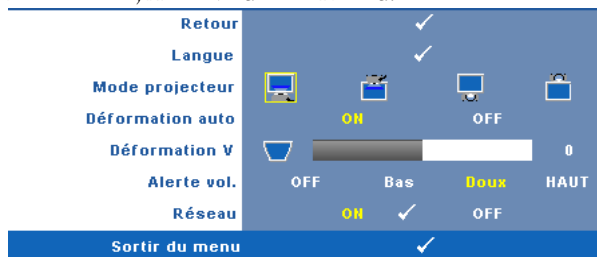 Retour
Langue
Mode projecteur
Déformation auto ON OFF
Déformation V 0
Alerte vol. OFF Bas Doux HAUT
Réseau ON OFF
Sortir du menu